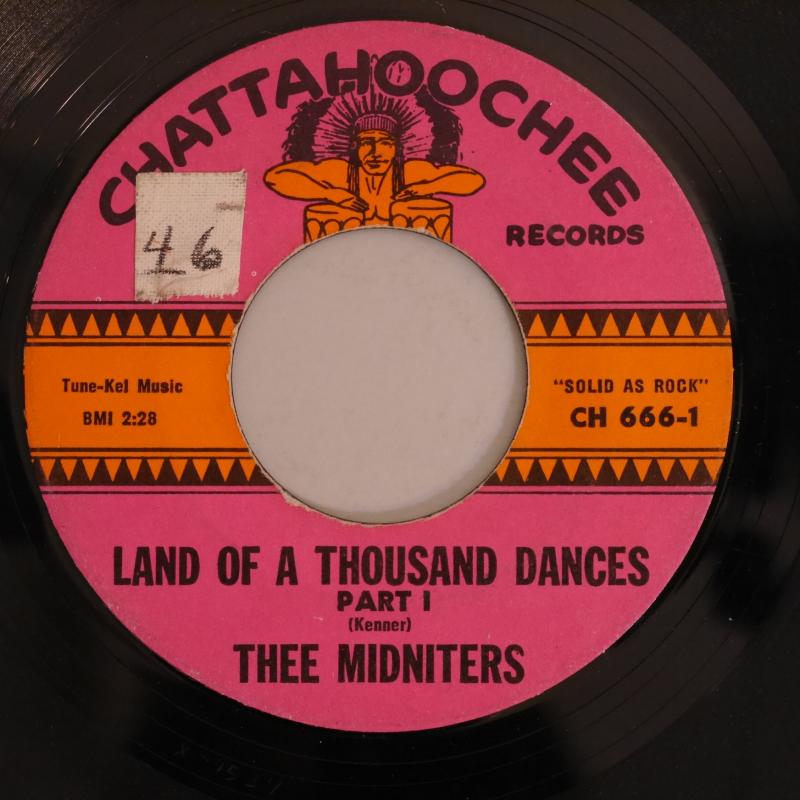 CHATTAHOOCHEE
RECORDS
46
Tune-Kel Music
BMI 2:28
"SOLID AS ROCK"
CH 666-1
LAND OF A THOUSAND DANCES
PART I
(Kenner)
THEE MIDNITERS